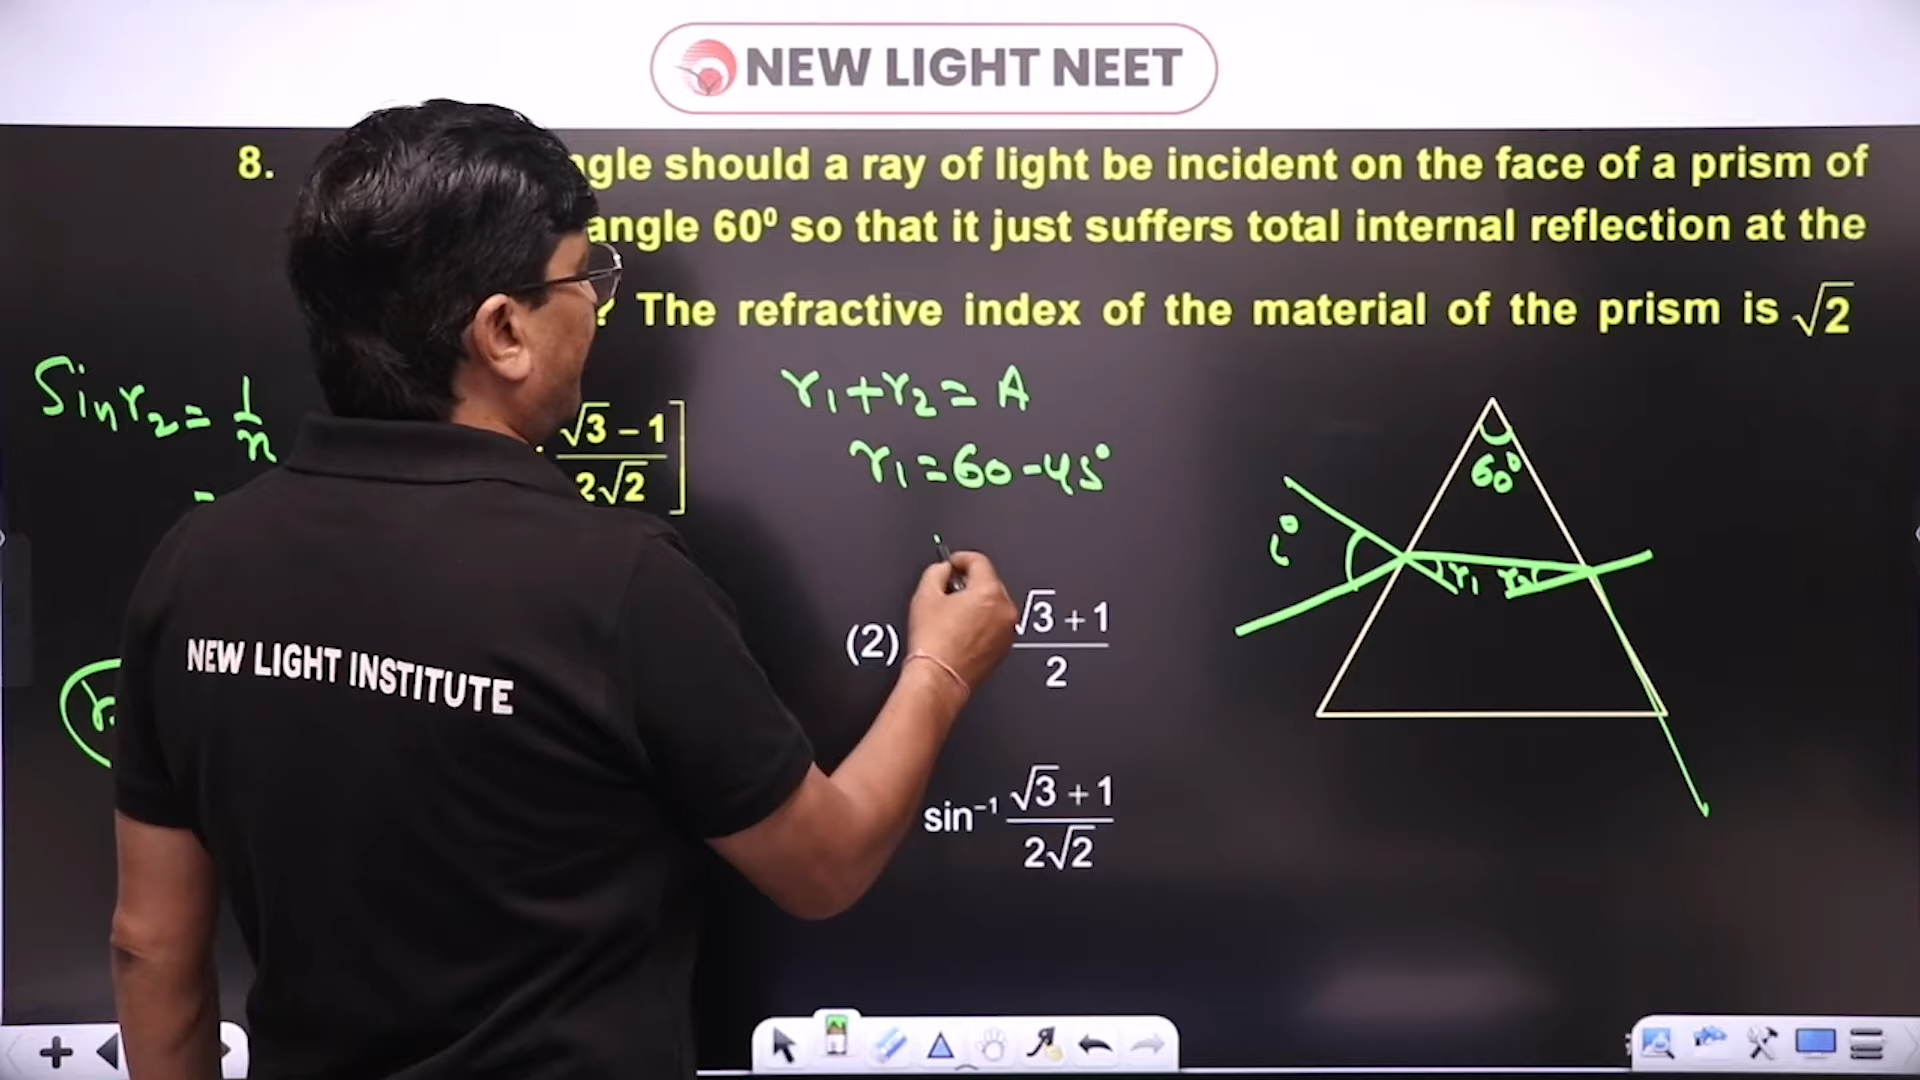 NEW LIGHT NEET
8. ngle should a ray of light be incident on the face of a prism of
angle 60⁰ so that it just suffers total internal reflection at the
? The refractive index of the material of the prism is √2
Sin r₂ = 1/n
=
√3 – 1 / 2√2 ]
r₁ + r₂ = A
r₁ = 60 - 45°
(2) √3 + 1 / 2
sin⁻¹ √3 + 1 / 2√2
60°
i°
r₁ r₂
NEW LIGHT INSTITUTE